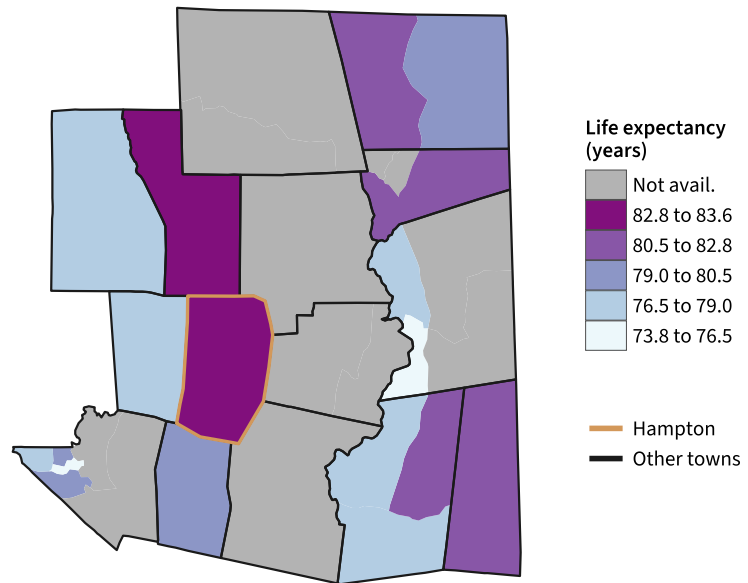 Life expectancy
(years)
Not avail.
82.8 to 83.6
80.5 to 82.8
79.0 to 80.5
76.5 to 79.0
73.8 to 76.5
Hampton
Other towns